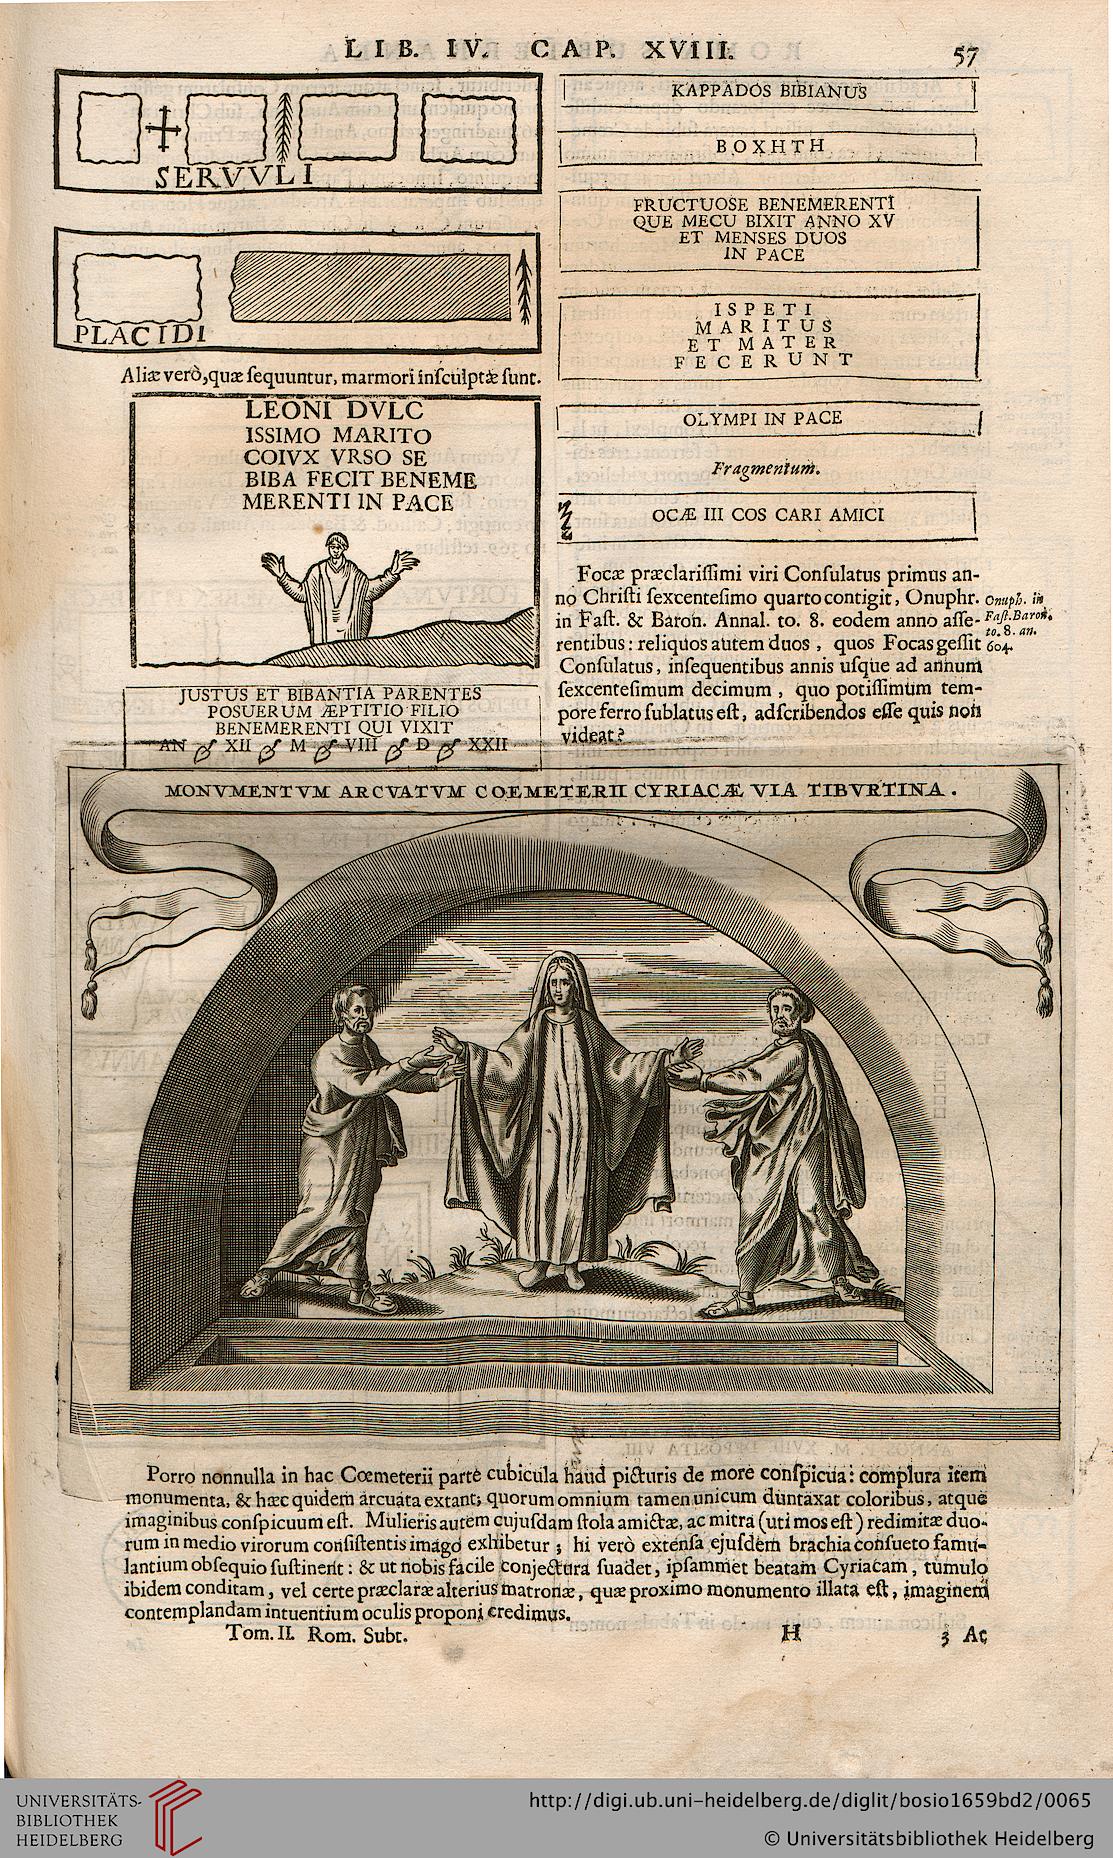 LIB. IV. CAP. XVIII. 57
SERVVLI
PLACIDI
Aliæ verò, quæ ſequuntur, marmori inſculptæ ſunt.
LEONI DVLC
ISSIMO MARITO
COIVX VRSO SE
BIBA FECIT BENEME
MERENTI IN PACE
JUSTUS ET BIBANTIA PARENTES
POSUERUM ÆPTITIO FILIO
BENEMERENTI QUI VIXIT
AN XII M VIII D XXII
KAPPADOS BIBIANUS
BOXHTH
FRUCTUOSE BENEMERENTI
QUE MECU BIXIT ANNO XV
ET MENSES DUOS
IN PACE
ISPETI
MARITUS
ET MATER
FECERUNT
OLYMPI IN PACE
Fragmentum.
OCÆ III COS CARI AMICI
Focæ præclariſſimi viri Conſulatus primus an-
no Chriſti ſexcenteſimo quarto contigit, Onuphr.
in Faſt. & Baron. Annal. to. 8. eodem anno aſſe-
rentibus: reliquos autem duos, quos Focas geſſit
Conſulatus, inſequentibus annis uſque ad annum
ſexcenteſimum decimum, quo potiſſimum tem-
pore ferro ſublatus eſt, adſcribendos eſſe quis non
videat?
Onuph. in
Faſt. Baron.
to. 8. an.
604.
MONVMENTVM ARCVATVM COEMETERII CYRIACÆ VIA TIBVRTINA.
Porro nonnulla in hac Cœmeterii parte cubicula haud picturis de more conſpicua: complura item
monumenta, & hæc quidem arcuata extant; quorum omnium tamen unicum duntaxat coloribus, atque
imaginibus conſpicuum eſt. Mulieris autem cujuſdam ſtola amictæ, ac mitra (uti mos eſt) redimitæ duo-
rum in medio virorum conſiſtentis imago exhibetur; hi verò extenſa ejuſdem brachia conſueto famu-
lantium obſequio ſuſtinent: & ut nobis facile conjectura ſuadet, ipſammet beatam Cyriacam, tumulo
ibidem conditam, vel certe præclaræ alterius matronæ, quæ proximo monumento illata eſt, imaginem
contemplandam intuentium oculis proponi credimus.
Tom. II. Rom. Subt. H 3 Ac
UNIVERSITÄTS-
BIBLIOTHEK
HEIDELBERG
http://digi.ub.uni-heidelberg.de/diglit/bosio1659bd2/0065
© Universitätsbibliothek Heidelberg